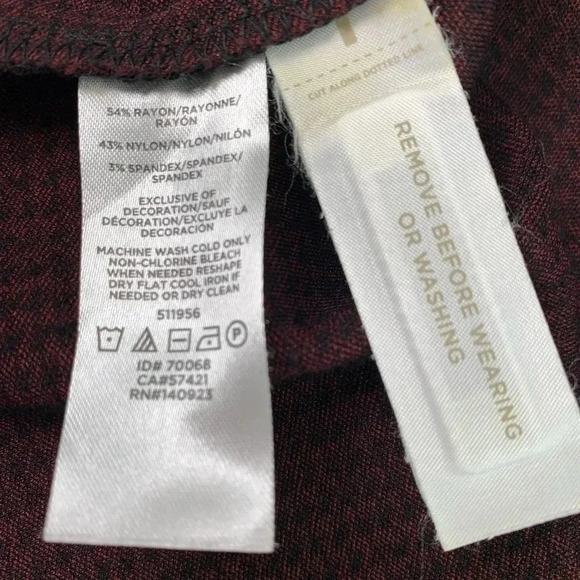 54% RAYON/RAYONNE/
RAYÓN
43% NYLON/NYLON/NILÓN
3% SPANDEX/SPANDEX/
SPANDEX
EXCLUSIVE OF
DECORATION/SAUF
DÉCORATION/EXCLUYE LA
DECORACIÓN
MACHINE WASH COLD ONLY
NON-CHLORINE BLEACH
WHEN NEEDED RESHAPE
DRY FLAT COOL IRON IF
NEEDED OR DRY CLEAN
511956
P
ID# 70068
CA#57421
RN#140923
CUT ALONG DOTTED LINE
REMOVE BEFORE WEARING
OR WASHING